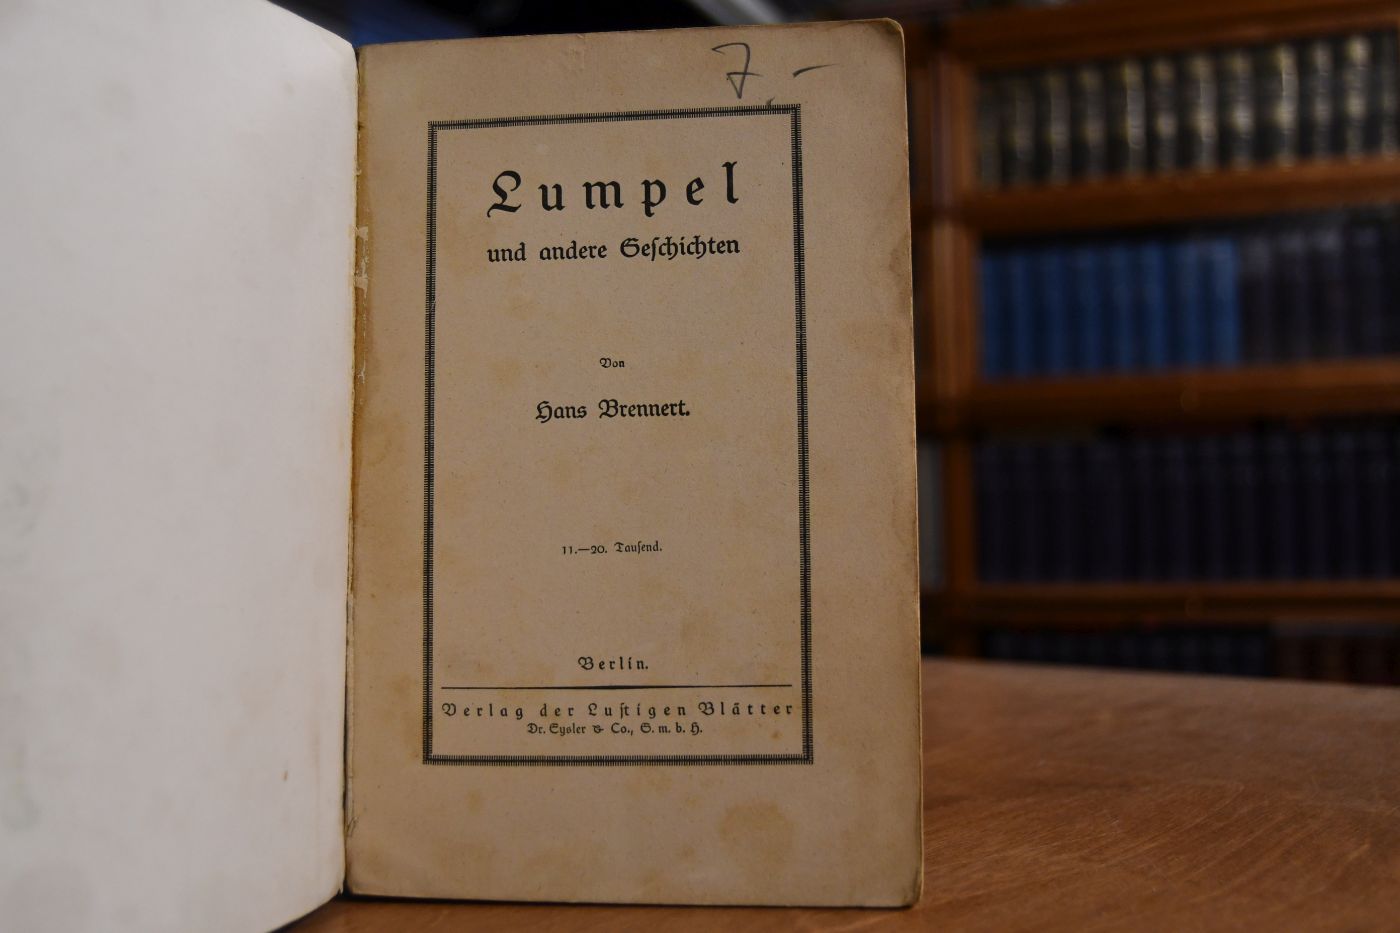 7,-
Lumpel
und andere Geſchichten
Von
Hans Brennert.
11.—20. Tauſend.
Berlin.
Verlag der Luſtigen Blätter
Dr. Eysler & Co., G. m. b. H.